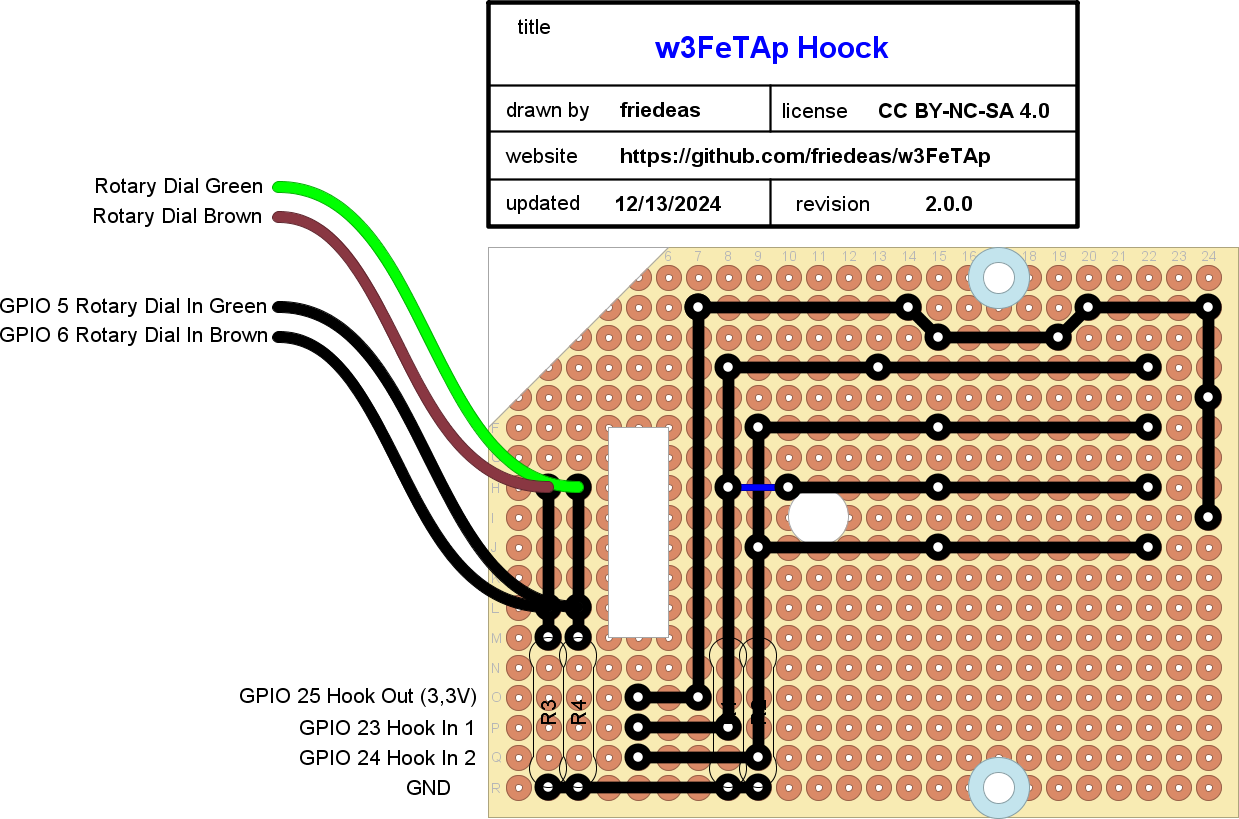 title
w3FeTAp Hoock
drawn by friedeas license CC BY-NC-SA 4.0
website https://github.com/friedeas/w3FeTAp
updated 12/13/2024 revision 2.0.0
Rotary Dial Green
Rotary Dial Brown
GPIO 5 Rotary Dial In Green
GPIO 6 Rotary Dial In Brown
6 7 8 9 10 11 12 13 14 15 16 18 19 20 21 22 23 24
F
H
I
J
L
M
N
O
P
Q
R
R3 R4
GPIO 25 Hook Out (3,3V)
GPIO 23 Hook In 1
GPIO 24 Hook In 2
GND